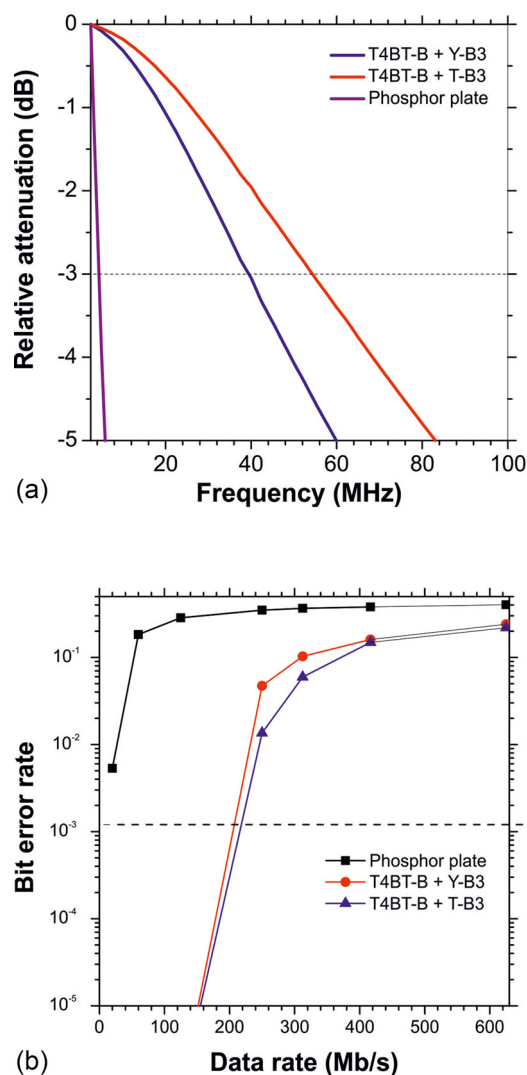 0
-1
-2
-3
-4
-5
Relative attenuation (dB)
T4BT-B + Y-B3
T4BT-B + T-B3
Phosphor plate
20 40 60 80 100
Frequency (MHz)
(a)
10-1
10-2
10-3
10-4
10-5
Bit error rate
Phosphor plate
T4BT-B + Y-B3
T4BT-B + T-B3
0 100 200 300 400 500 600
Data rate (Mb/s)
(b)